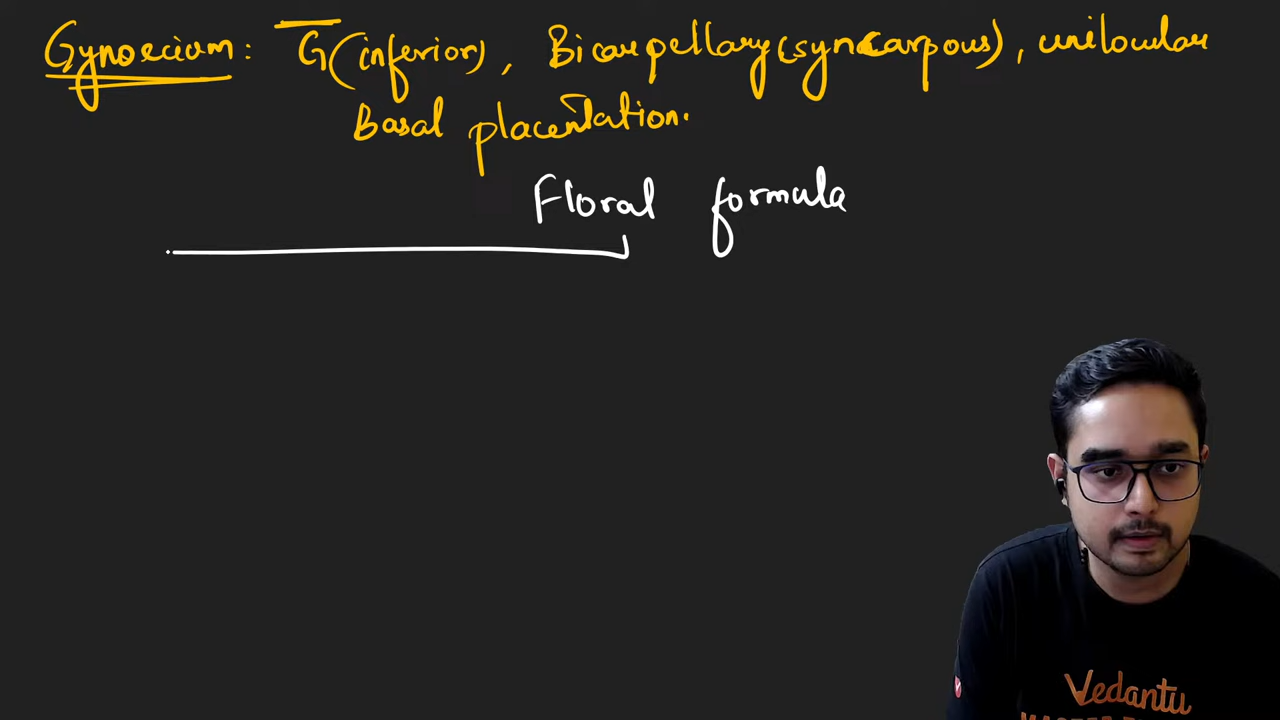 Gynoecium: G̅ (inferior), Bicarpellary (syncarpous), unilocular
Basal placentation.
Floral formula
Vedantu